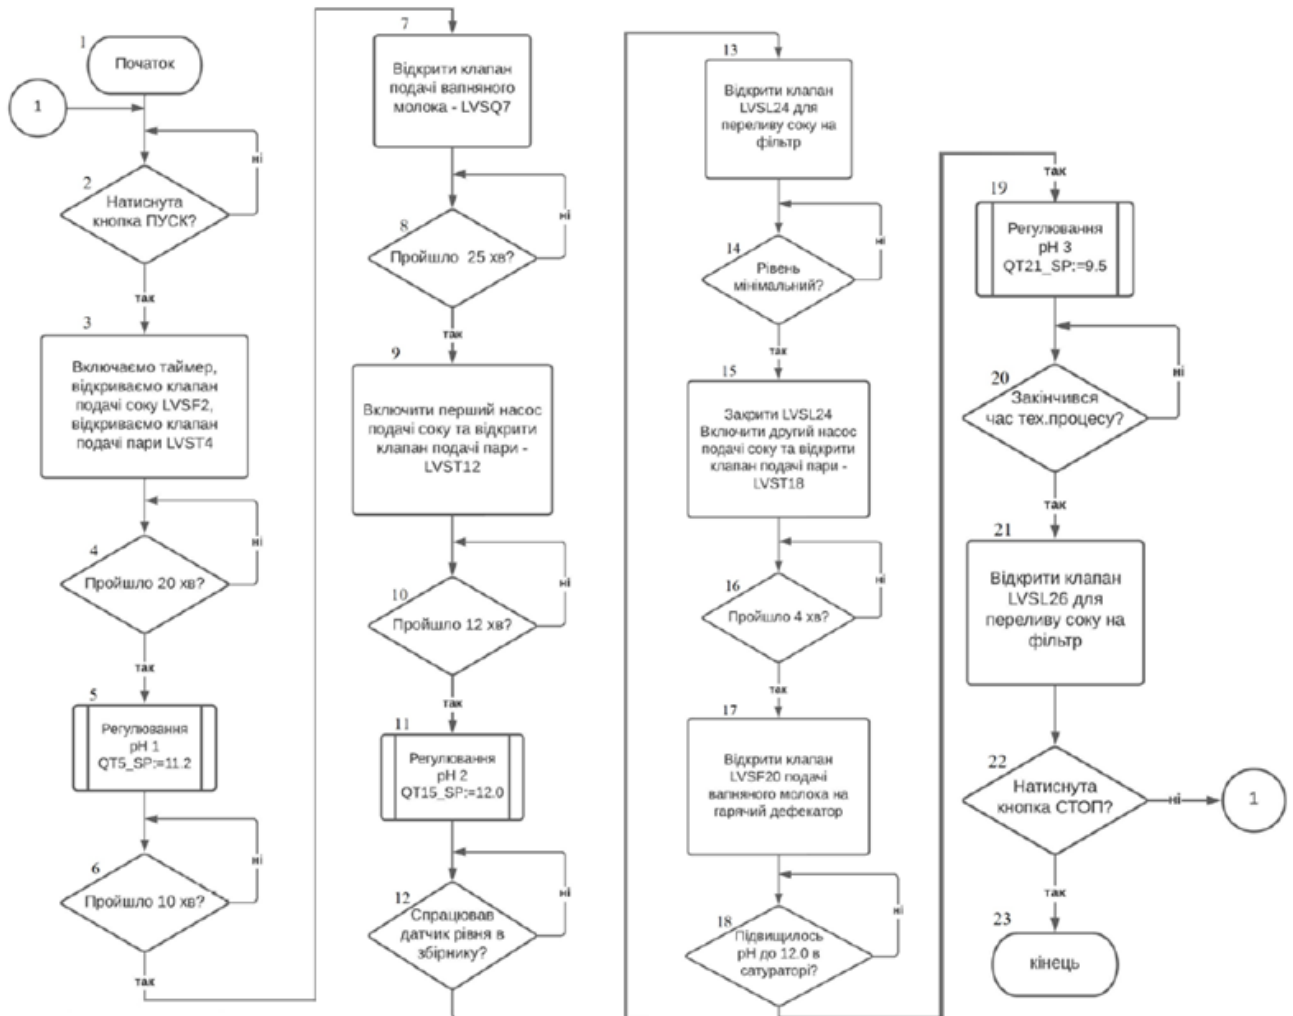 1
Початок
1
ні
2
Натиснута
кнопка ПУСК?
так
3
Включаємо таймер,
відкриваємо клапан
подачі соку LVSF2,
відкриваємо клапан
подачі пари LVST4
ні
4
Пройшло 20 хв?
так
5
Регулювання
pH 1
QT5_SP:=11.2
ні
6
Пройшло 10 хв?
так
7
Відкрити клапан
подачі вапняного
молока - LVSQ7
ні
8
Пройшло 25 хв?
так
9
Включити перший насос
подачі соку та відкрити
клапан подачі пари -
LVST12
ні
10
Пройшло 12 хв?
так
11
Регулювання
pH 2
QT15_SP:=12.0
ні
12
Спрацював
датчик рівня в
збірнику?
13
Відкрити клапан
LVSL24 для
переливу соку на
фільтр
ні
14
Рівень
мінімальний?
так
15
Закрити LVSL24
Включити другий насос
подачі соку та відкрити
клапан подачі пари -
LVST18
ні
16
Пройшло 4 хв?
так
17
Відкрити клапан
LVSF20 подачі
вапняного молока на
гарячий дефекатор
ні
18
Підвищилось
pH до 12.0 в
сатураторі?
так
19
Регулювання
pH 3
QT21_SP:=9.5
ні
20
Закінчився
час тех.процесу?
так
21
Відкрити клапан
LVSL26 для
переливу соку на
фільтр
22
Натиснута
кнопка СТОП?
ні
1
так
23
кінець